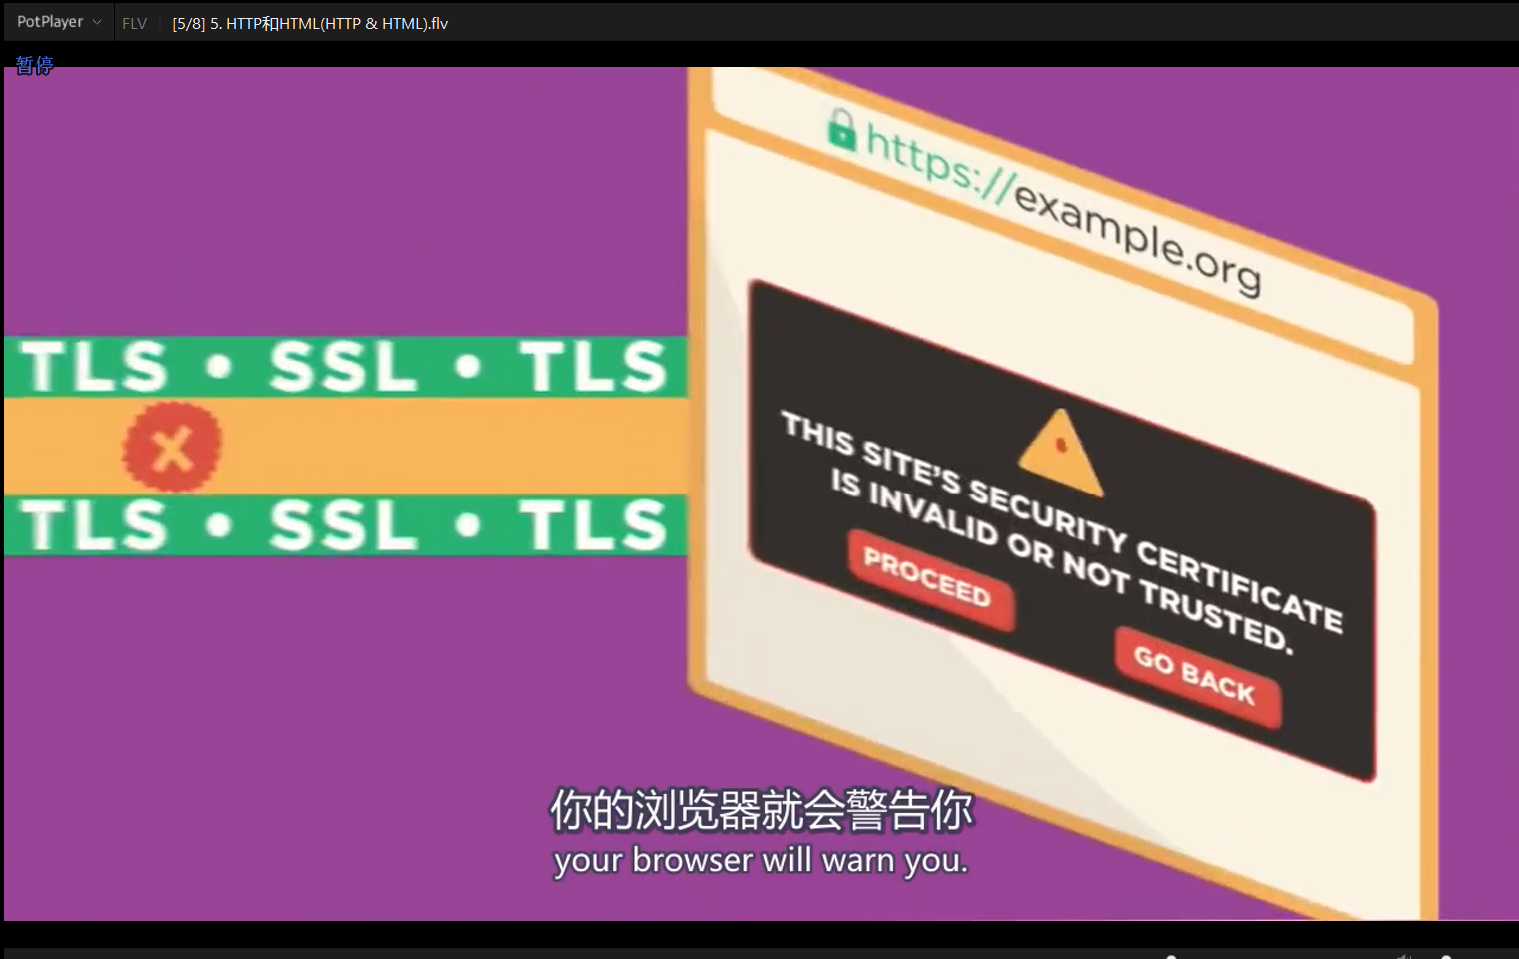 PotPlayer FLV [5/8] 5. HTTP和HTML(HTTP & HTML).flv
暂停
https://example.org
TLS • SSL • TLS
TLS • SSL • TLS
THIS SITE'S SECURITY CERTIFICATE
IS INVALID OR NOT TRUSTED.
PROCEED
GO BACK
你的浏览器就会警告你
your browser will warn you.